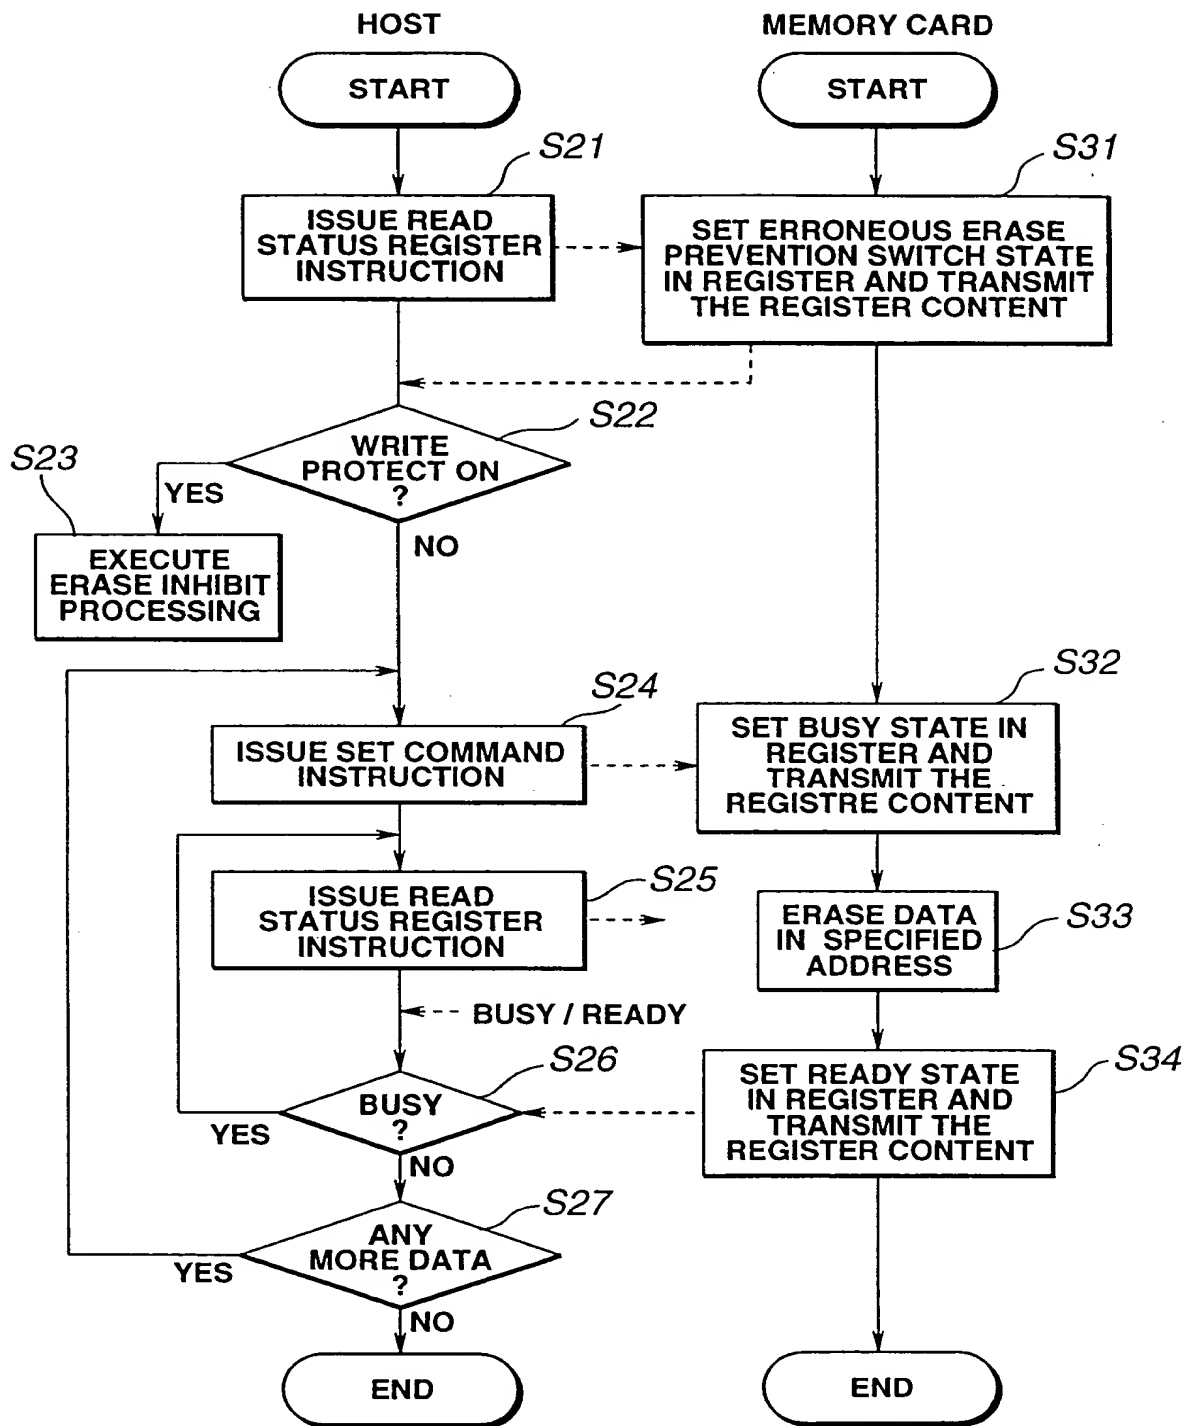 HOST
MEMORY CARD
START
START
S21
S31
ISSUE READ
STATUS REGISTER
INSTRUCTION
SET ERRONEOUS ERASE
PREVENTION SWITCH STATE
IN REGISTER AND TRANSMIT
THE REGISTER CONTENT
S22
WRITE
PROTECT ON
?
S23
YES
NO
EXECUTE
ERASE INHIBIT
PROCESSING
S24
S32
ISSUE SET COMMAND
INSTRUCTION
SET BUSY STATE IN
REGISTER AND
TRANSMIT THE
REGISTRE CONTENT
S25
ISSUE READ
STATUS REGISTER
INSTRUCTION
S33
ERASE DATA
IN SPECIFIED
ADDRESS
BUSY / READY
S26
S34
BUSY
?
YES
NO
SET READY STATE
IN REGISTER AND
TRANSMIT THE
REGISTER CONTENT
S27
ANY
MORE DATA
?
YES
NO
END
END